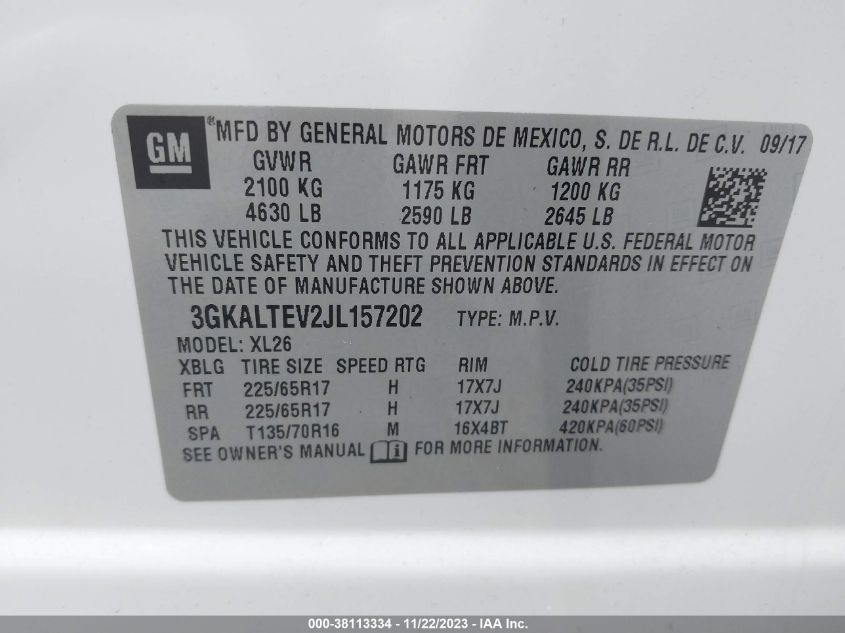 GM ® MFD BY GENERAL MOTORS DE MEXICO, S. DE R.L. DE C.V. 09/17
GVWR GAWR FRT GAWR RR
2100 KG 1175 KG 1200 KG
4630 LB 2590 LB 2645 LB
THIS VEHICLE CONFORMS TO ALL APPLICABLE U.S. FEDERAL MOTOR
VEHICLE SAFETY AND THEFT PREVENTION STANDARDS IN EFFECT ON
THE DATE OF MANUFACTURE SHOWN ABOVE.
3GKALTEV2JL157202 TYPE: M.P.V.
MODEL: XL26
XBLG TIRE SIZE SPEED RTG RIM COLD TIRE PRESSURE
FRT 225/65R17 H 17X7J 240KPA(35PSI)
RR 225/65R17 H 17X7J 240KPA(35PSI)
SPA T135/70R16 M 16X4BT 420KPA(60PSI)
SEE OWNER'S MANUAL i FOR MORE INFORMATION.
000-38113334 - 11/22/2023 - IAA Inc.